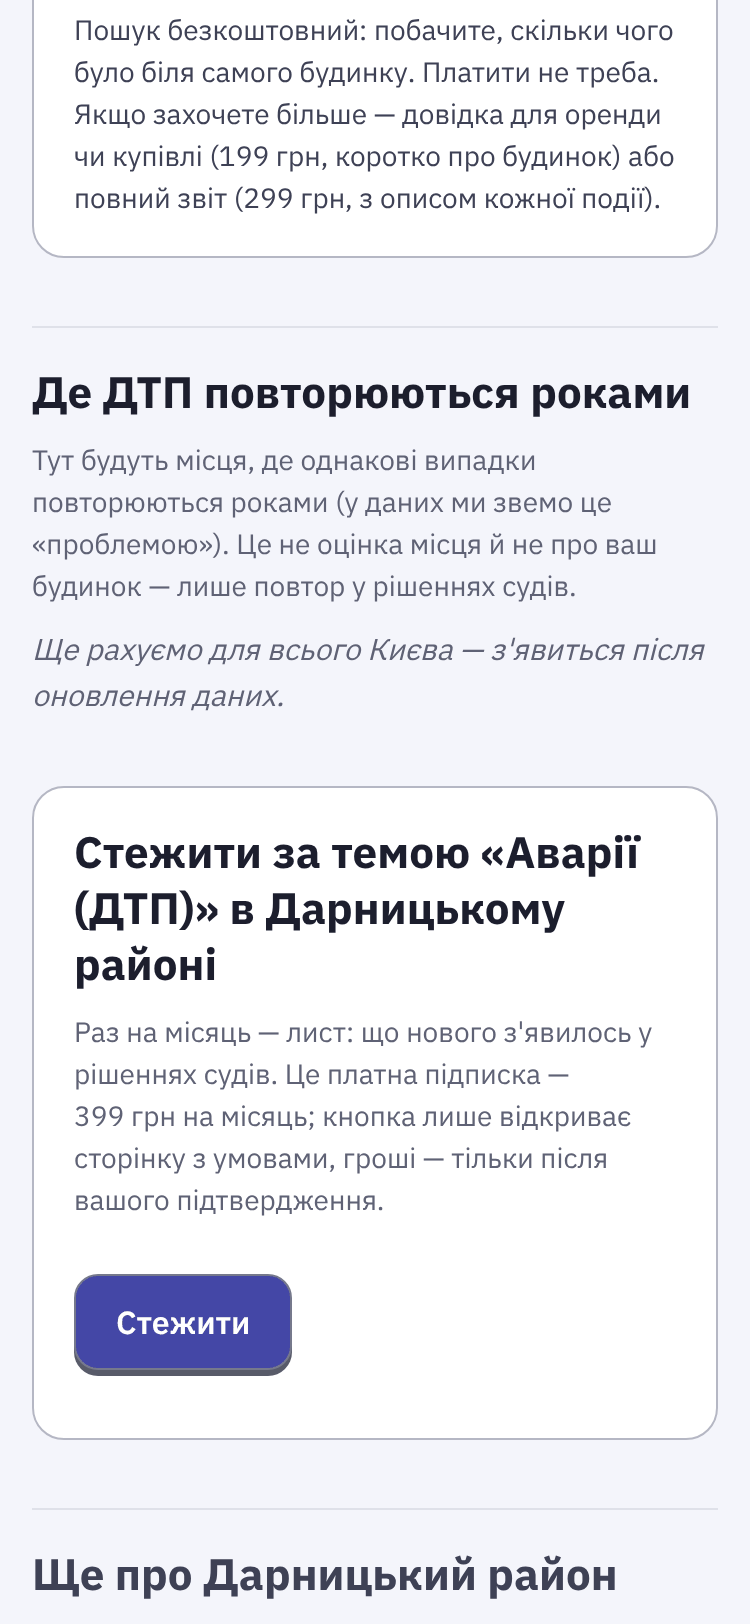 Пошук безкоштовний: побачите, скільки чого
було біля самого будинку. Платити не треба.
Якщо захочете більше — довідка для оренди
чи купівлі (199 грн, коротко про будинок) або
повний звіт (299 грн, з описом кожної події).
Де ДТП повторюються роками
Тут будуть місця, де однакові випадки
повторюються роками (у даних ми звемо це
«проблемою»). Це не оцінка місця й не про ваш
будинок — лише повтор у рішеннях судів.
Ще рахуємо для всього Києва — з'явиться після
оновлення даних.
Стежити за темою «Аварії
(ДТП)» в Дарницькому
районі
Раз на місяць — лист: що нового з'явилось у
рішеннях судів. Це платна підписка —
399 грн на місяць; кнопка лише відкриває
сторінку з умовами, гроші — тільки після
вашого підтвердження.
Стежити
Ще про Дарницький район